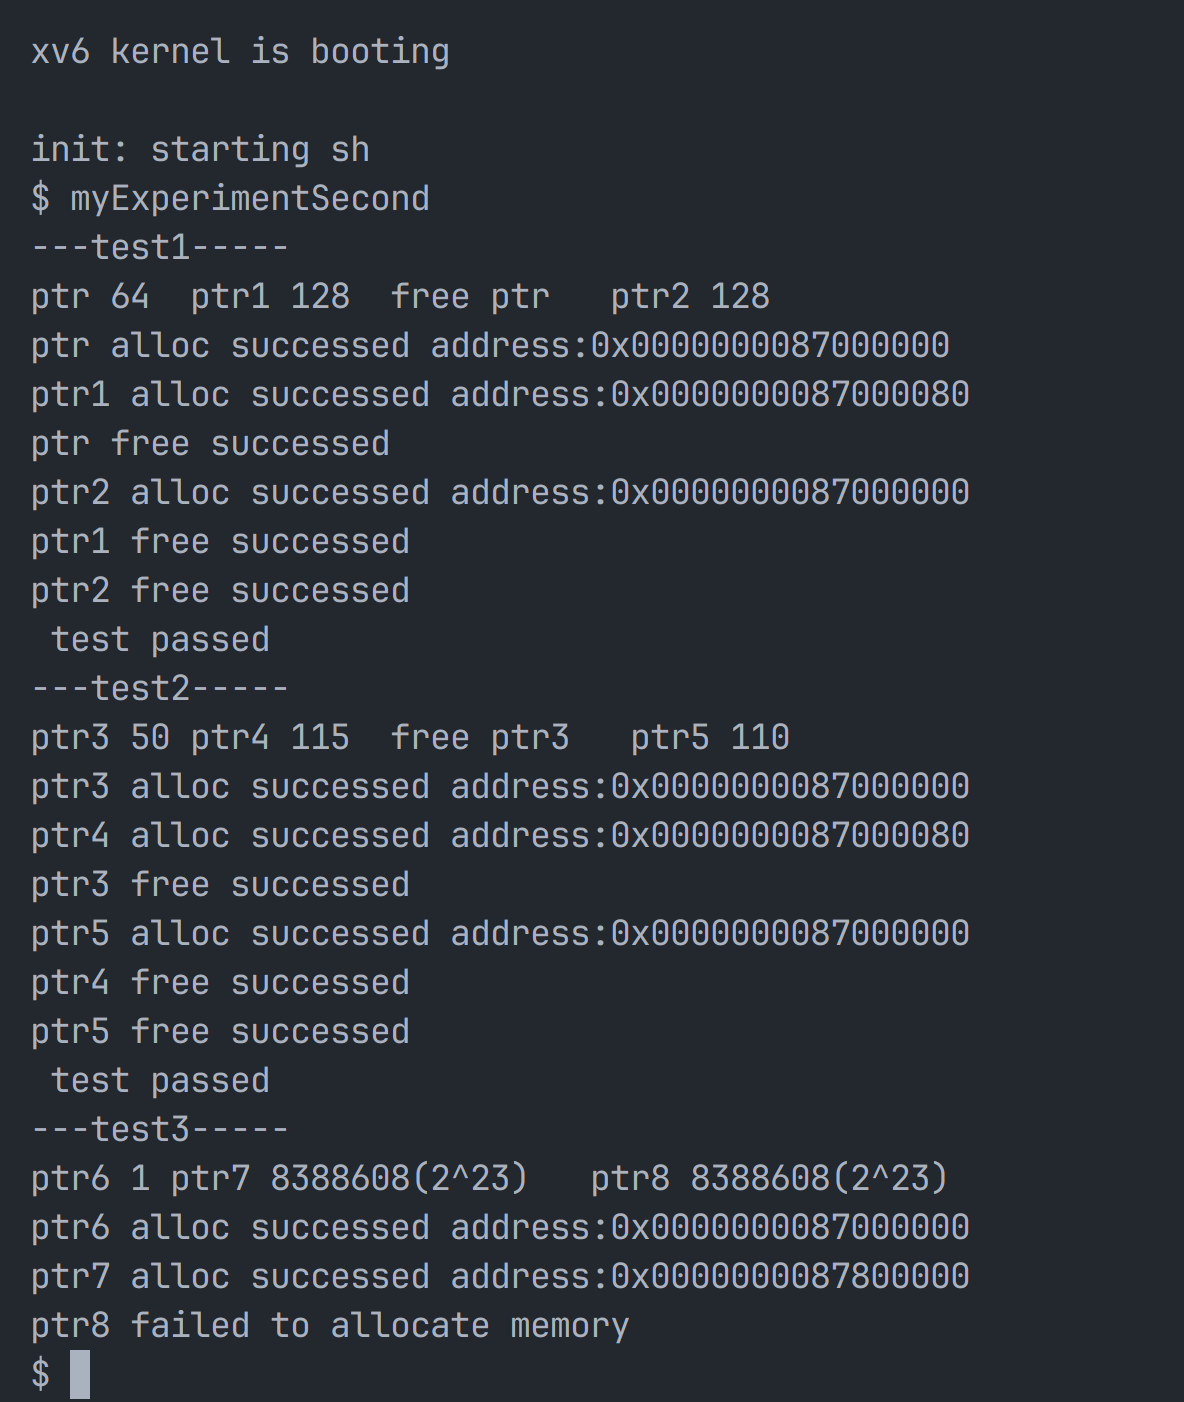 xv6 kernel is booting

init: starting sh
$ myExperimentSecond
---test1-----
ptr 64  ptr1 128  free ptr   ptr2 128
ptr alloc successed address:0x0000000087000000
ptr1 alloc successed address:0x0000000087000080
ptr free successed
ptr2 alloc successed address:0x0000000087000000
ptr1 free successed
ptr2 free successed
 test passed
---test2-----
ptr3 50 ptr4 115  free ptr3   ptr5 110
ptr3 alloc successed address:0x0000000087000000
ptr4 alloc successed address:0x0000000087000080
ptr3 free successed
ptr5 alloc successed address:0x0000000087000000
ptr4 free successed
ptr5 free successed
 test passed
---test3-----
ptr6 1 ptr7 8388608(2^23)   ptr8 8388608(2^23)
ptr6 alloc successed address:0x0000000087000000
ptr7 alloc successed address:0x0000000087800000
ptr8 failed to allocate memory
$